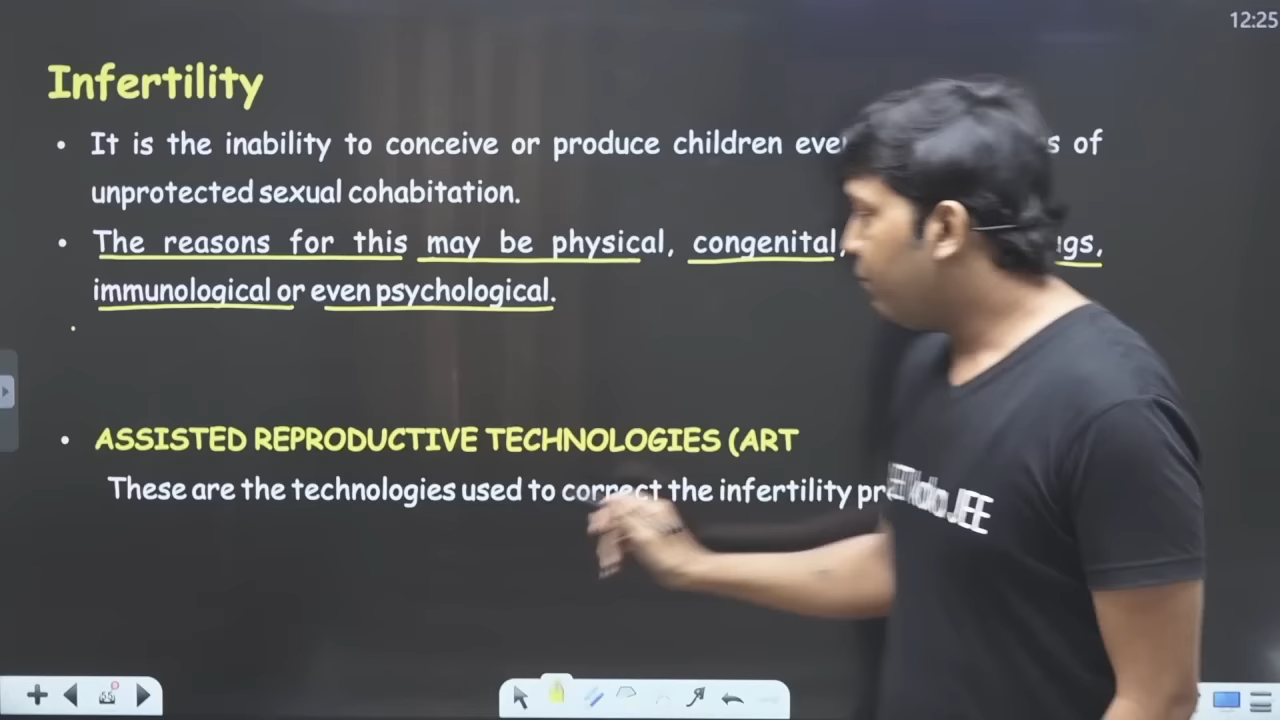 12:25
Infertility
• It is the inability to conceive or produce children of
unprotected sexual cohabitation.
• The reasons for this may be physical, congenital,
immunological or even psychological.
•
• ASSISTED REPRODUCTIVE TECHNOLOGIES (ART
These are the technologies used to correct the infertility
JEE